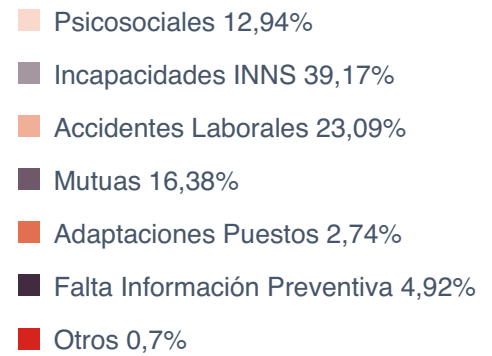 Psicosociales 12,94%
Incapacidades INNS 39,17%
Accidentes Laborales 23,09%
Mutuas 16,38%
Adaptaciones Puestos 2,74%
Falta Información Preventiva 4,92%
Otros 0,7%